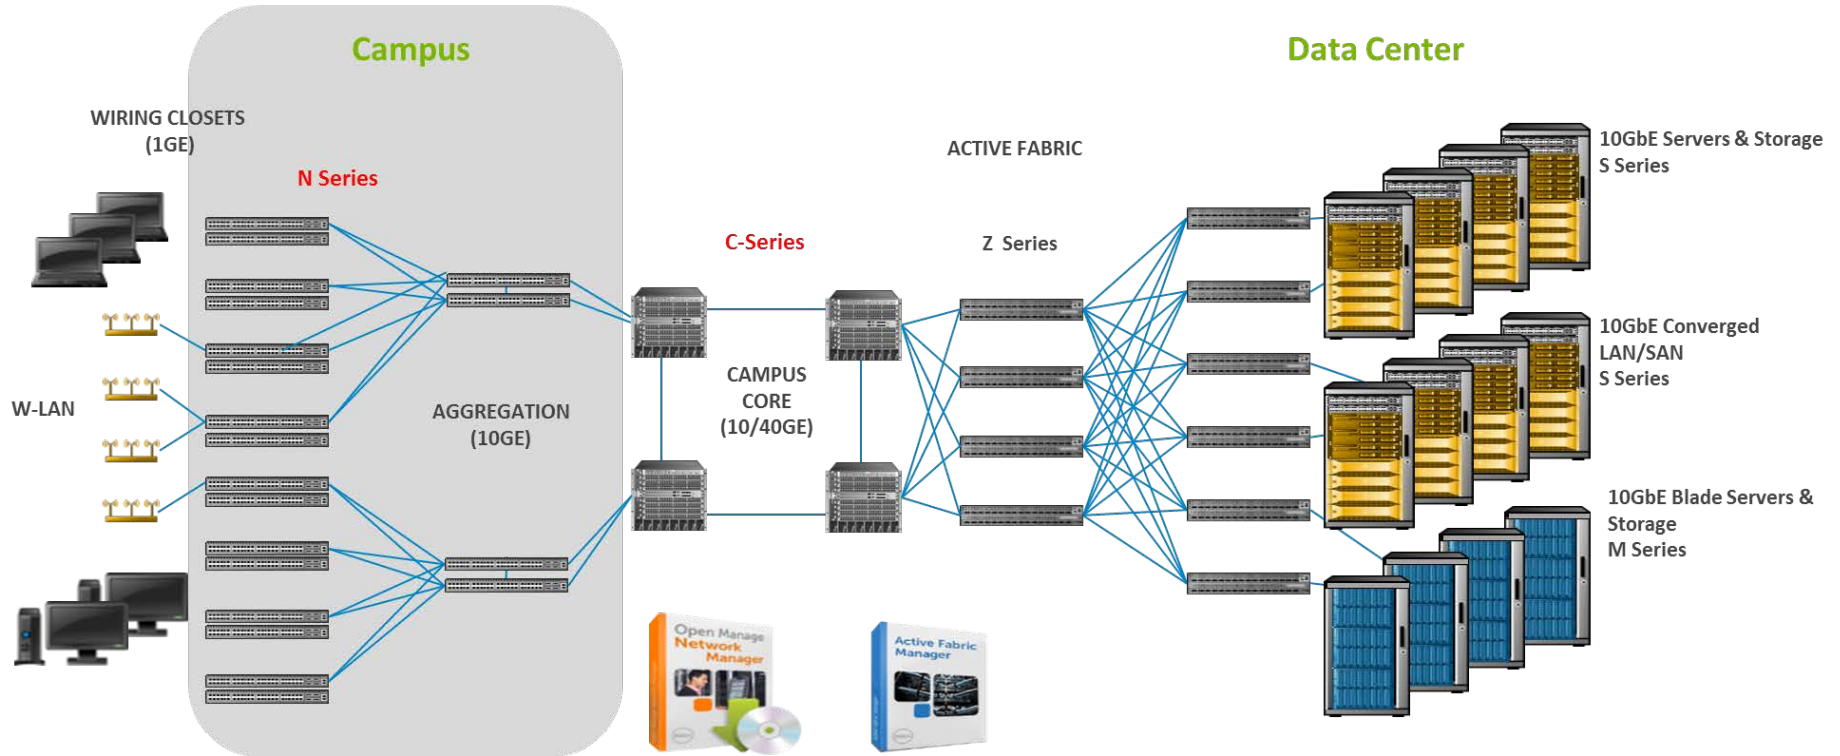 Campus
Data Center
WIRING CLOSETS
(1GE)
N Series
ACTIVE FABRIC
10GbE Servers & Storage
S Series
C-Series
Z  Series
10GbE Converged
LAN/SAN
S Series
W-LAN
AGGREGATION
(10GE)
CAMPUS
CORE
(10/40GE)
10GbE Blade Servers &
Storage
M Series
Open Manage
Network
Manager
Active Fabric
Manager